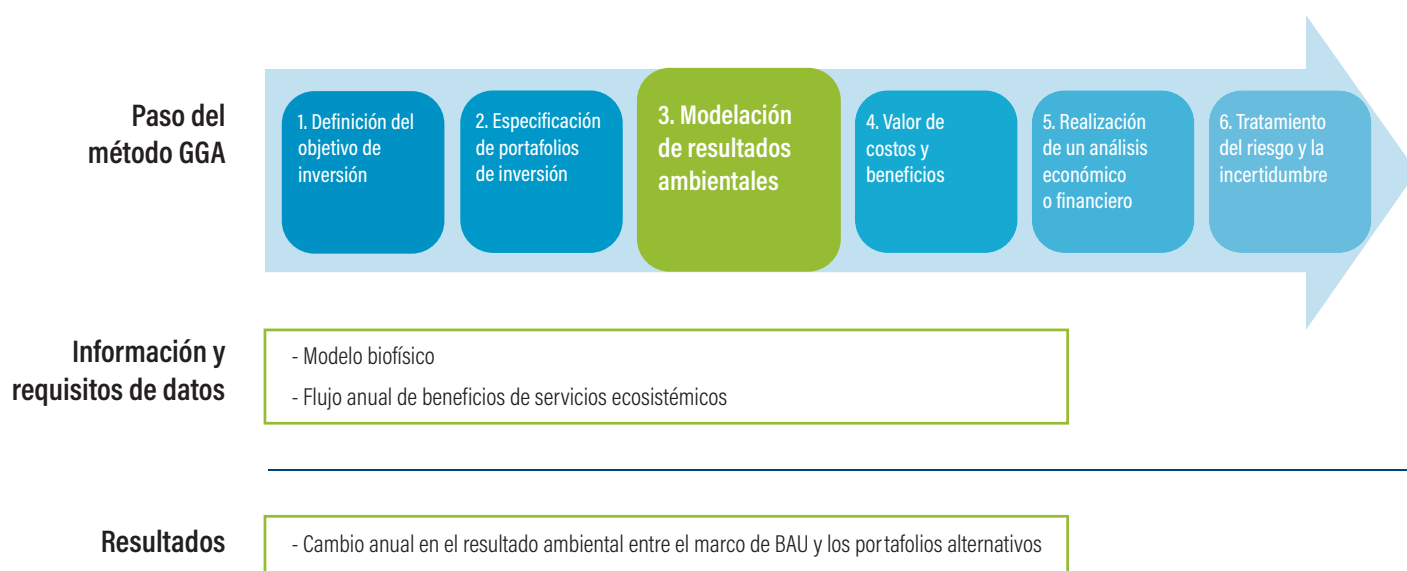 Paso del
método GGA
1. Definición del
objetivo de
inversión
2. Especificación
de portafolios
de inversión
3. Modelación
de resultados
ambientales
4. Valor de
costos y
beneficios
5. Realización
de un análisis
económico
o financiero
6. Tratamiento
del riesgo y la
incertidumbre
Información y
requisitos de datos
- Modelo biofísico
- Flujo anual de beneficios de servicios ecosistémicos
Resultados
- Cambio anual en el resultado ambiental entre el marco de BAU y los portafolios alternativos